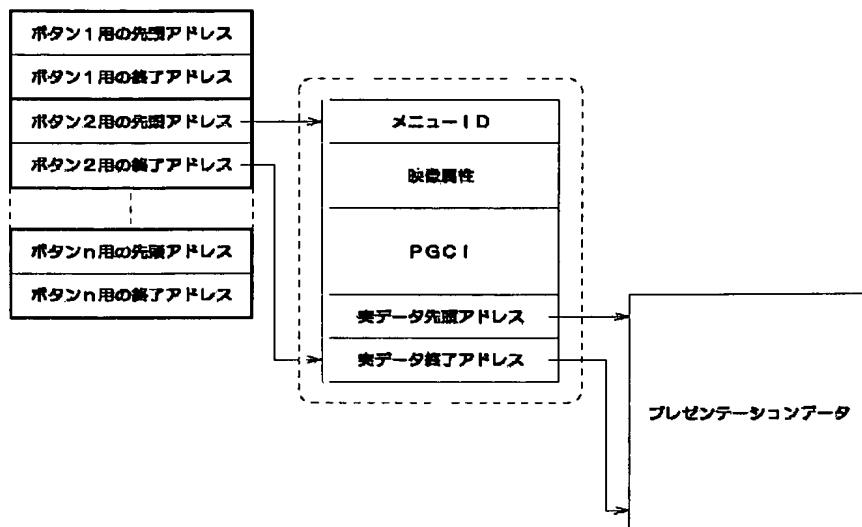 ボタン1用の先頭アドレス
ボタン1用の終了アドレス
ボタン2用の先頭アドレス
ボタン2用の終了アドレス
ボタンn用の先頭アドレス
ボタンn用の終了アドレス
メニューID
映像属性
PGCI
実データ先頭アドレス
実データ終了アドレス
プレゼンテーションデータ